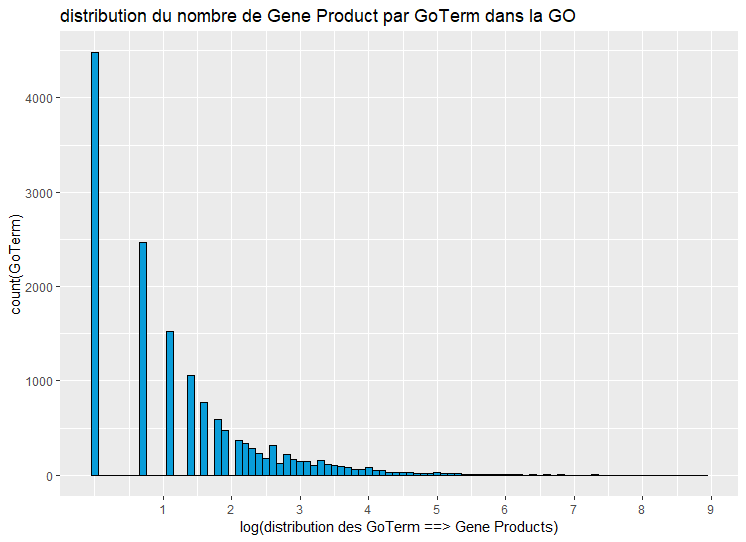 distribution du nombre de Gene Product par GoTerm dans la GO
count(GoTerm)
4000
3000
2000
1000
0
1 2 3 4 5 6 7 8 9
log(distribution des GoTerm ==> Gene Products)